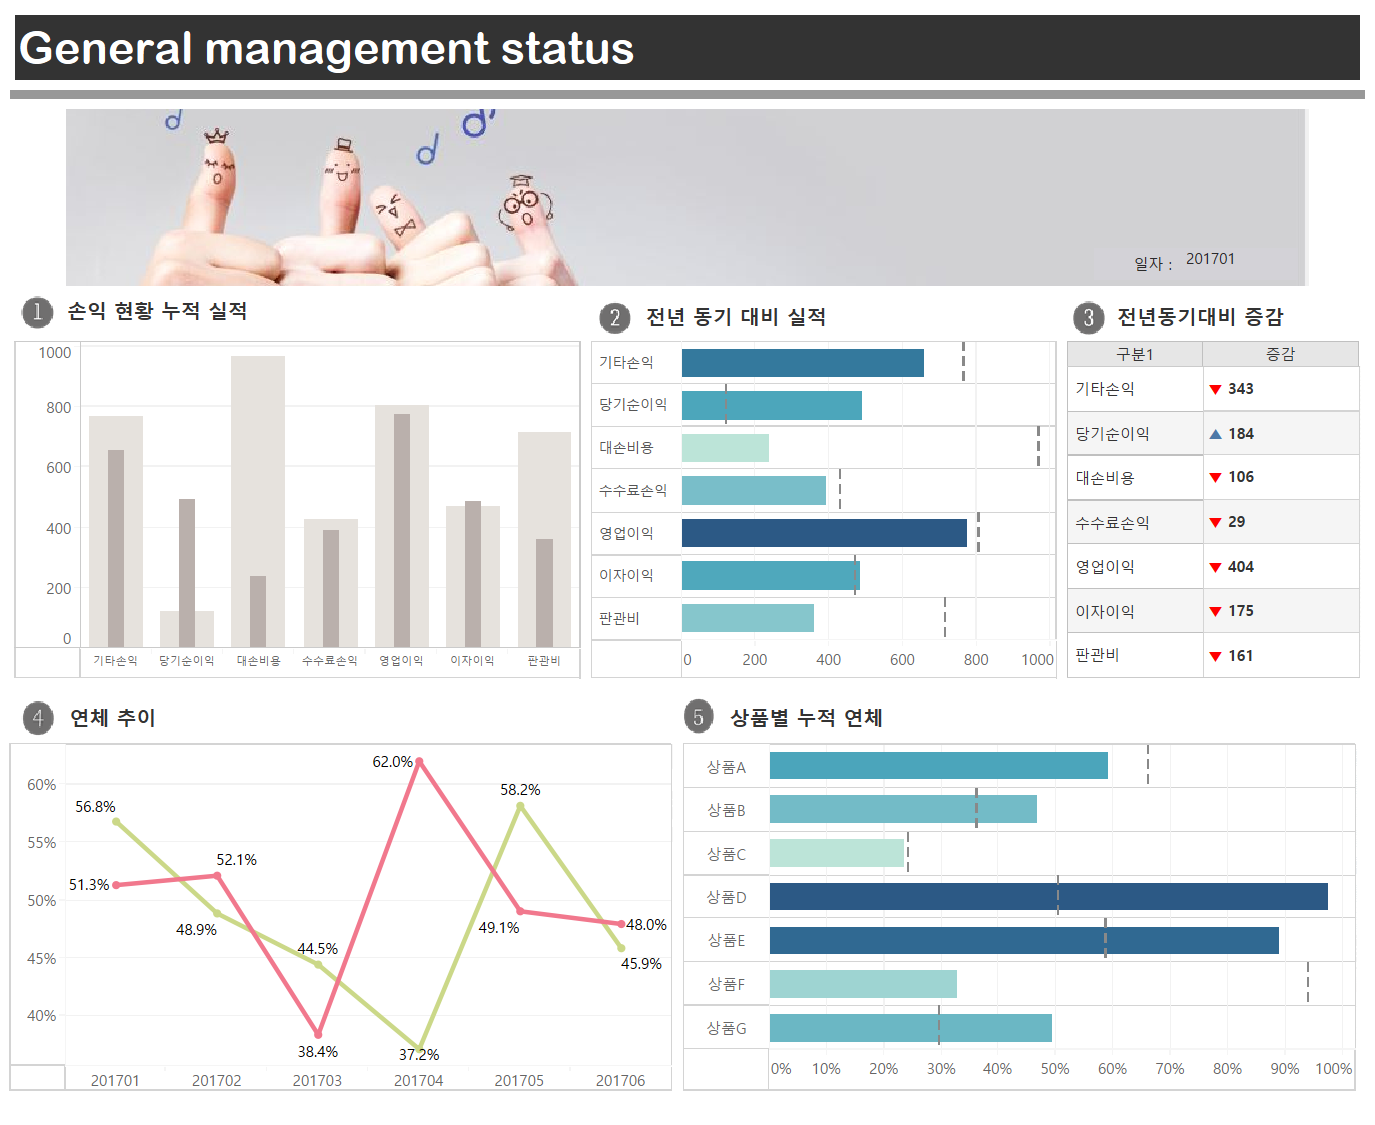 General management status
일자 : 201701
1 손익 현황 누적 실적
1000
800
600
400
200
0
기타손익 당기순이익 대손비용 수수료손익 영업이익 이자이익 판관비
2 전년 동기 대비 실적
기타손익
당기순이익
대손비용
수수료손익
영업이익
이자이익
판관비
0 200 400 600 800 1000
3 전년동기대비 증감
구분1 증감
기타손익 ▼ 343
당기순이익 ▲ 184
대손비용 ▼ 106
수수료손익 ▼ 29
영업이익 ▼ 404
이자이익 ▼ 175
판관비 ▼ 161
4 연체 추이
60%
55%
50%
45%
40%
56.8%
51.3%
52.1%
48.9%
44.5%
38.4%
62.0%
37.2%
58.2%
49.1%
48.0%
45.9%
201701 201702 201703 201704 201705 201706
5 상품별 누적 연체
상품A
상품B
상품C
상품D
상품E
상품F
상품G
0% 10% 20% 30% 40% 50% 60% 70% 80% 90% 100%